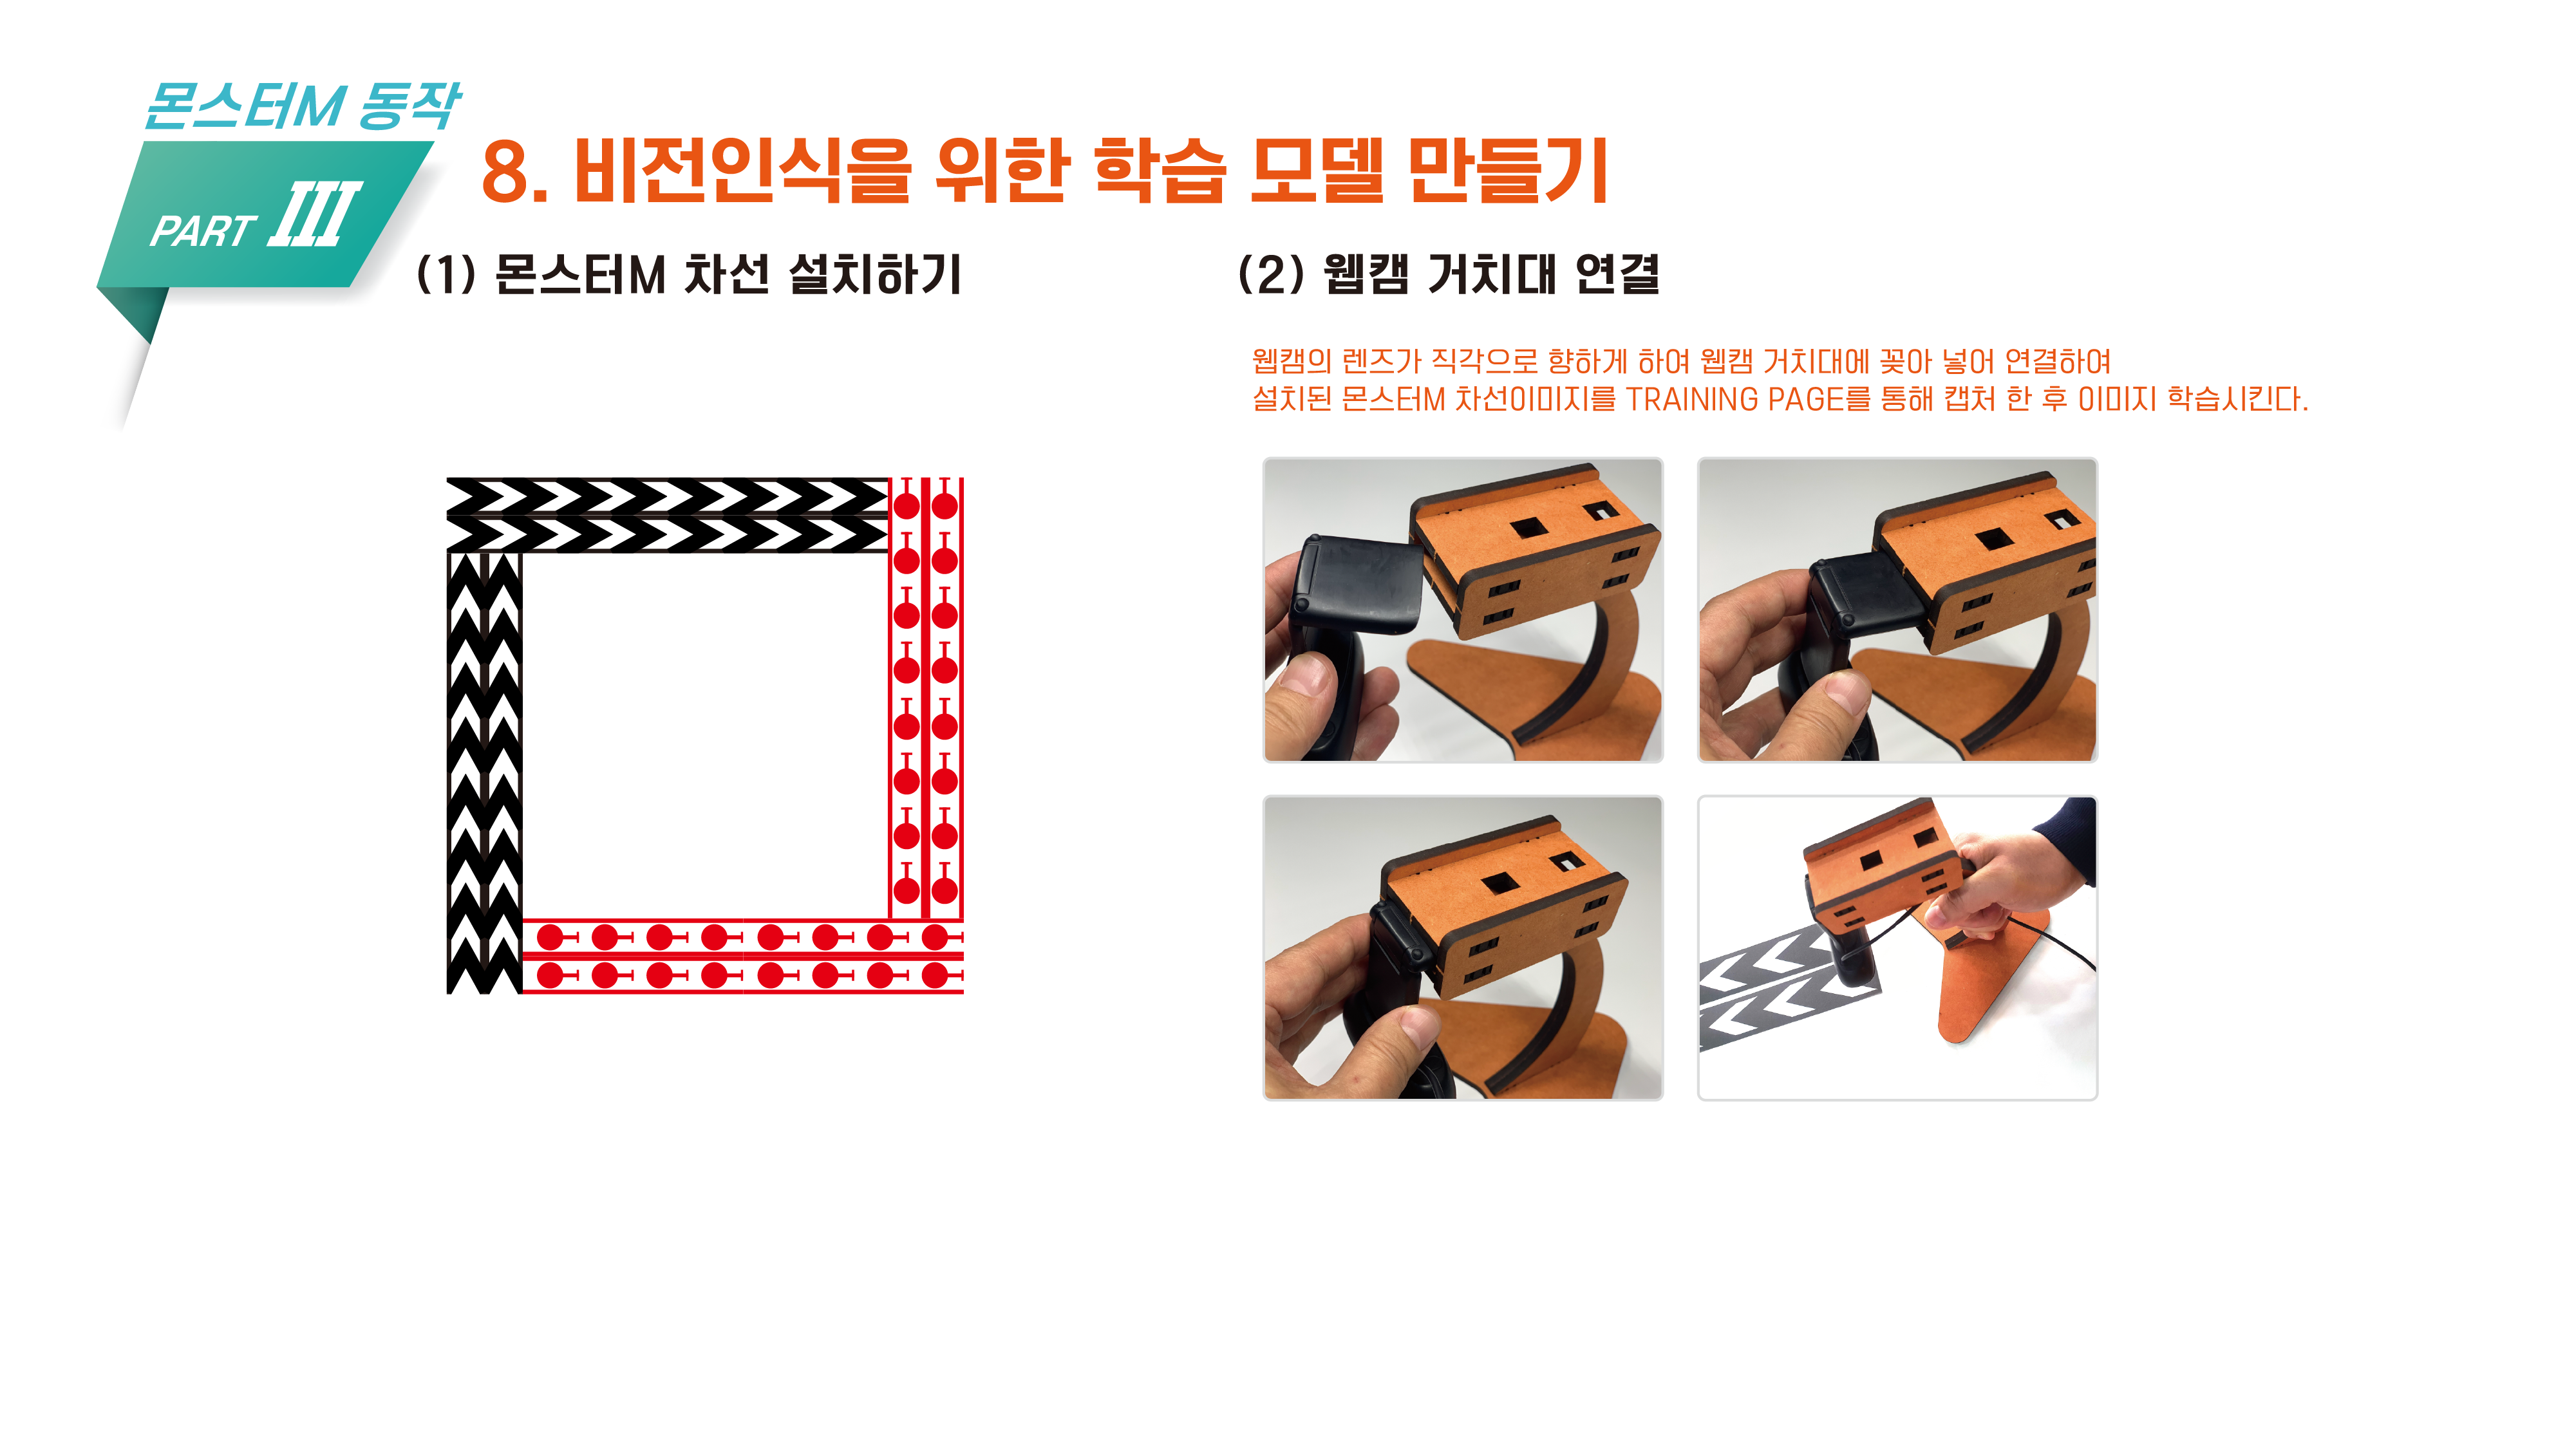 몬스터M 동작
PART III
8. 비전인식을 위한 학습 모델 만들기
(1) 몬스터M 차선 설치하기
(2) 웹캠 거치대 연결
웹캠의 렌즈가 직각으로 향하게 하여 웹캠 거치대에 꽂아 넣어 연결하여
설치된 몬스터M 차선이미지를 TRAINING PAGE를 통해 캡처 한 후 이미지 학습시킨다.